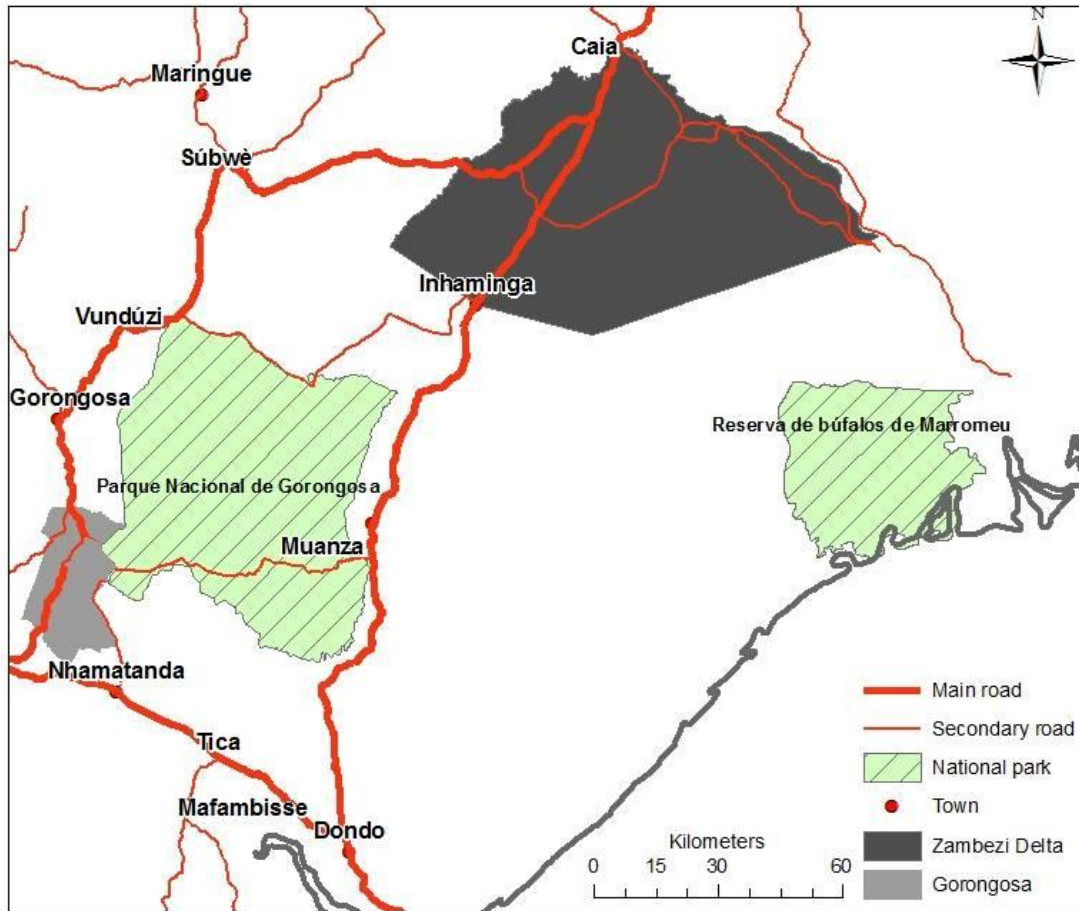 N
Caia
Maringue
Súbwè
Inhaminga
Vundúzi
Gorongosa
Reserva de búfalos de Marromeu
Parque Nacional de Gorongosa
Muanza
Nhamatanda
Tica
Mafambisse
Dondo
Main road
Secondary road
National park
Town
Zambezi Delta
Gorongosa
Kilometers
0 15 30 60